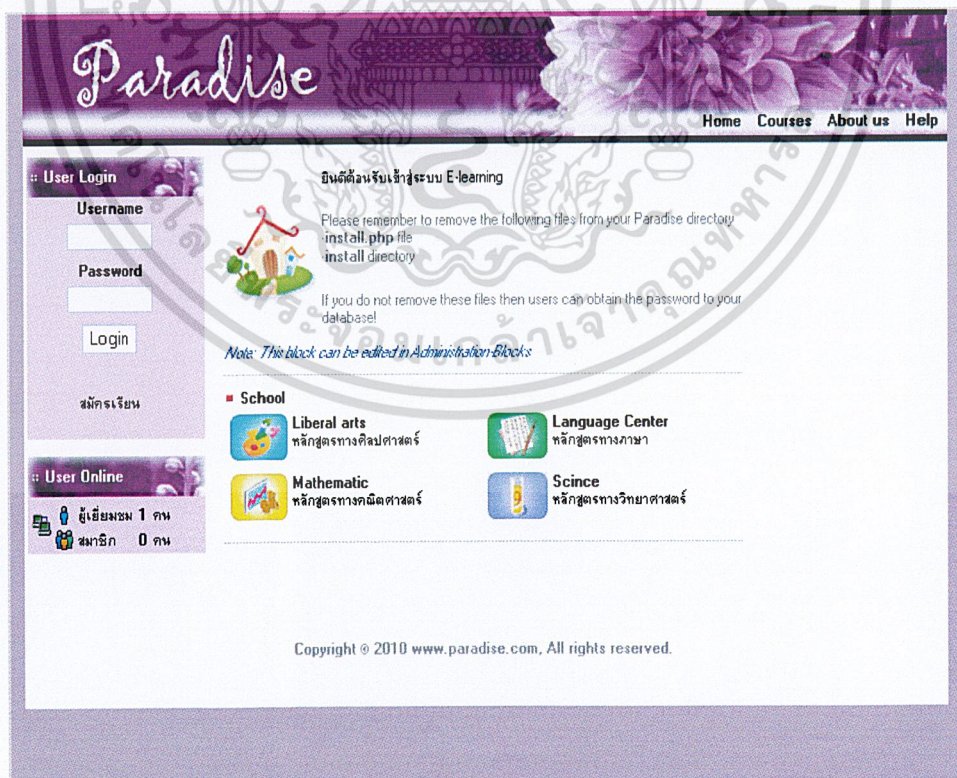 Paradise
Home Courses About us Help
:: User Login
Username
Password
Login
สมัครเรียน
:: User Online
ผู้เยี่ยมชม 1 คน
สมาชิก 0 คน
ยินดีต้อนรับเข้าสู่ระบบ E-learning
Please remember to remove the following files from your Paradise directory
-install.php file
-install directory
If you do not remove these files then users can obtain the password to your
database!
Note: This block can be edited in Administration-Blocks
School
Liberal arts
หลักสูตรทางศิลปศาสตร์
Language Center
หลักสูตรทางภาษา
Mathematic
หลักสูตรทางคณิตศาสตร์
Scince
หลักสูตรทางวิทยาศาสตร์
Copyright © 2010 www.paradise.com, All rights reserved.